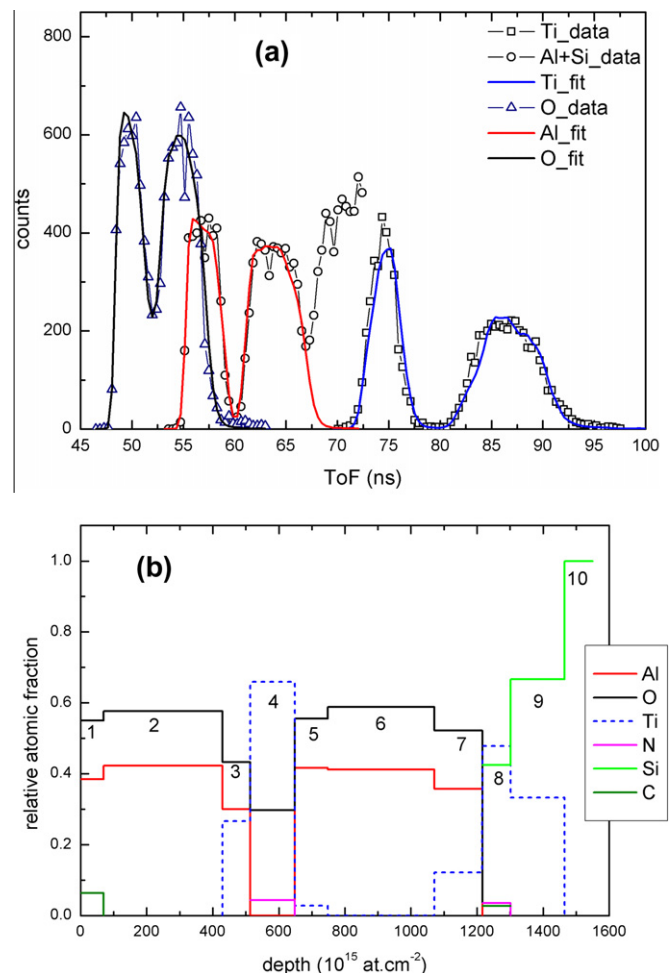 (a)
Ti_data
Al+Si_data
Ti_fit
O_data
Al_fit
O_fit
800
600
400
200
0
counts
45 50 55 60 65 70 75 80 85 90 95 100
ToF (ns)
(b)
1.0
0.8
0.6
0.4
0.2
0.0
relative atomic fraction
1 2 3 4 5 6 7 8 9 10
Al
O
Ti
N
Si
C
0 200 400 600 800 1000 1200 1400 1600
depth (10¹⁵ at.cm⁻²)